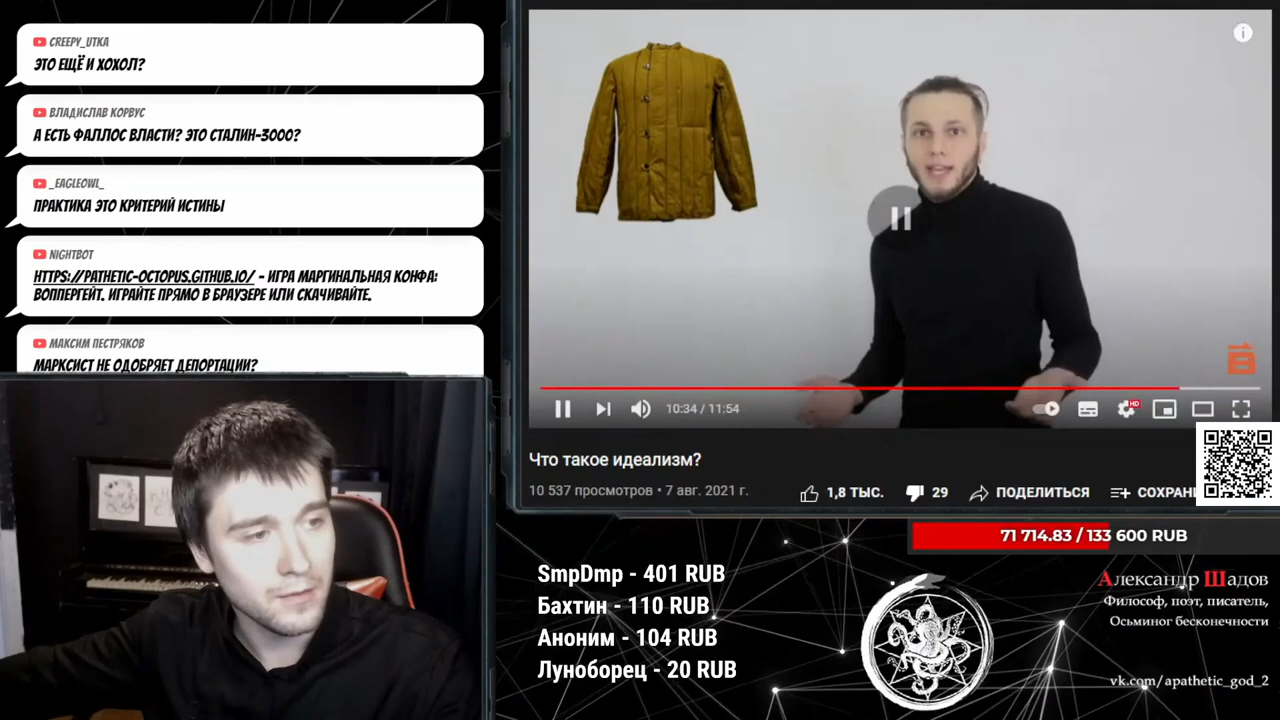 CREEPY_UTKA
ЭТО ЕЩЁ И ХОХОЛ?
ВЛАДИСЛАВ КОРВУС
А ЕСТЬ ФАЛЛОС ВЛАСТИ? ЭТО СТАЛИН-3000?
_EAGLEOWL_
ПРАКТИКА ЭТО КРИТЕРИЙ ИСТИНЫ
NIGHTBOT
HTTPS://PATHETIC-OCTOPUS.GITHUB.IO/ - ИГРА МАРГИНАЛЬНАЯ КОНФА:
ВОППЕРГЕЙТ. ИГРАЙТЕ ПРЯМО В БРАУЗЕРЕ ИЛИ СКАЧИВАЙТЕ.
МАКСИМ ПЕСТРЯКОВ
МАРКСИСТ НЕ ОДОБРЯЕТ ДЕПОРТАЦИИ?
10:34 / 11:54
HD
Что такое идеализм?
10 537 просмотров • 7 авг. 2021 г.
1,8 ТЫС.
29
ПОДЕЛИТЬСЯ
СОХРАН
71 714.83 / 133 600 RUB
SmpDmp - 401 RUB
Бахтин - 110 RUB
Аноним - 104 RUB
Луноборец - 20 RUB
Александр Шадов
Философ, поэт, писатель,
Осьминог бесконечности
vk.com/apathetic_god_2